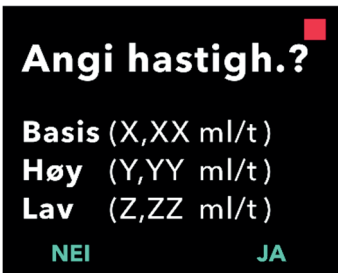 Angi hastigh.?
Basis (X,XX ml/t)
Høy (Y,YY ml/t)
Lav (Z,ZZ ml/t)
NEI JA